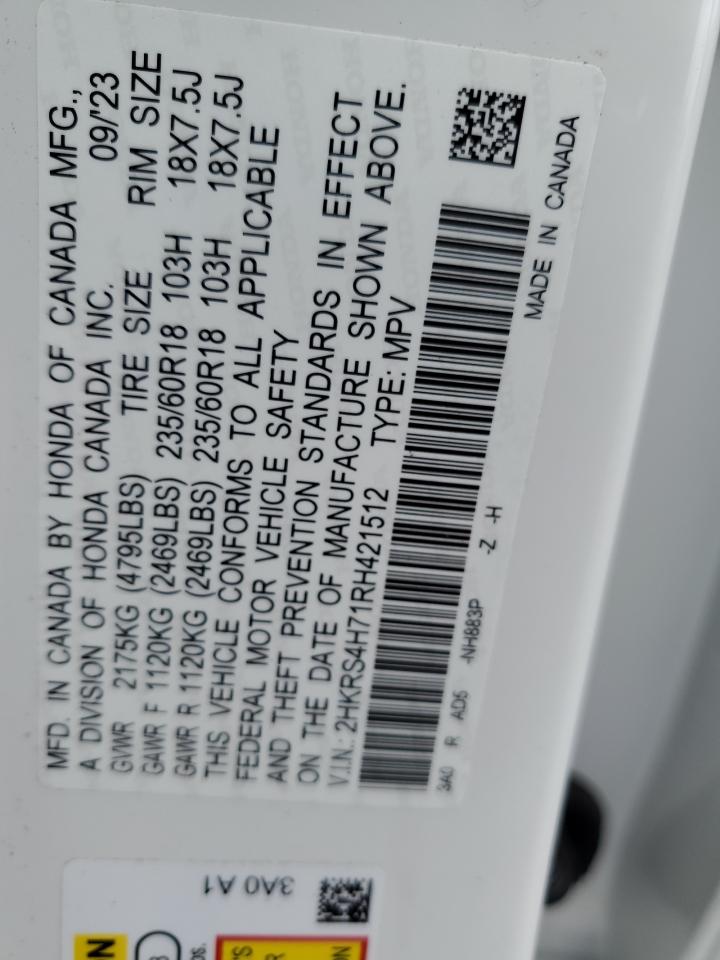 MFD. IN CANADA BY HONDA OF CANADA MFG.,
A DIVISION OF HONDA CANADA INC. 09/'23
GVWR 2175KG (4795LBS) TIRE SIZE RIM SIZE
GAWR F 1120KG (2469LBS) 235/60R18 103H 18X7.5J
GAWR R 1120KG (2469LBS) 235/60R18 103H 18X7.5J
THIS VEHICLE CONFORMS TO ALL APPLICABLE
FEDERAL MOTOR VEHICLE SAFETY
AND THEFT PREVENTION STANDARDS IN EFFECT
ON THE DATE OF MANUFACTURE SHOWN ABOVE.
V.I.N.: 2HKRS4H71RH421512 TYPE: MPV
3A0 R AD5 -NH883P
-Z -H
MADE IN CANADA
3A0 A1